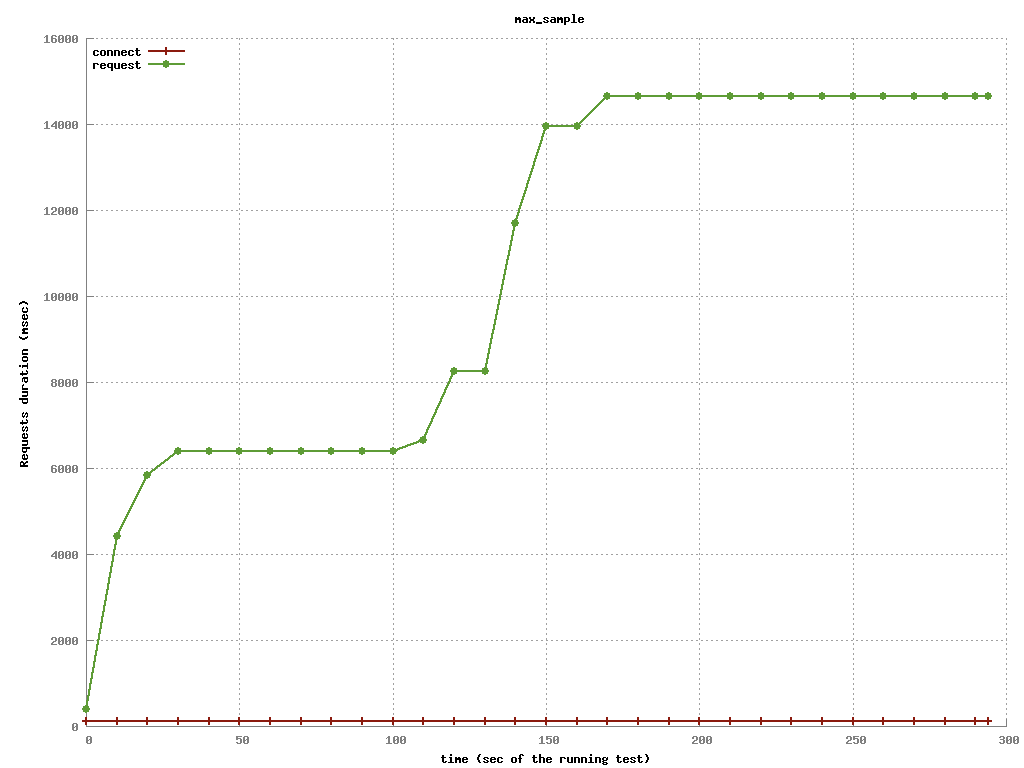 max_sample
16000
14000
12000
10000
8000
6000
4000
2000
0
connect
request
Requests duration (msec)
0 50 100 150 200 250 300
time (sec of the running test)